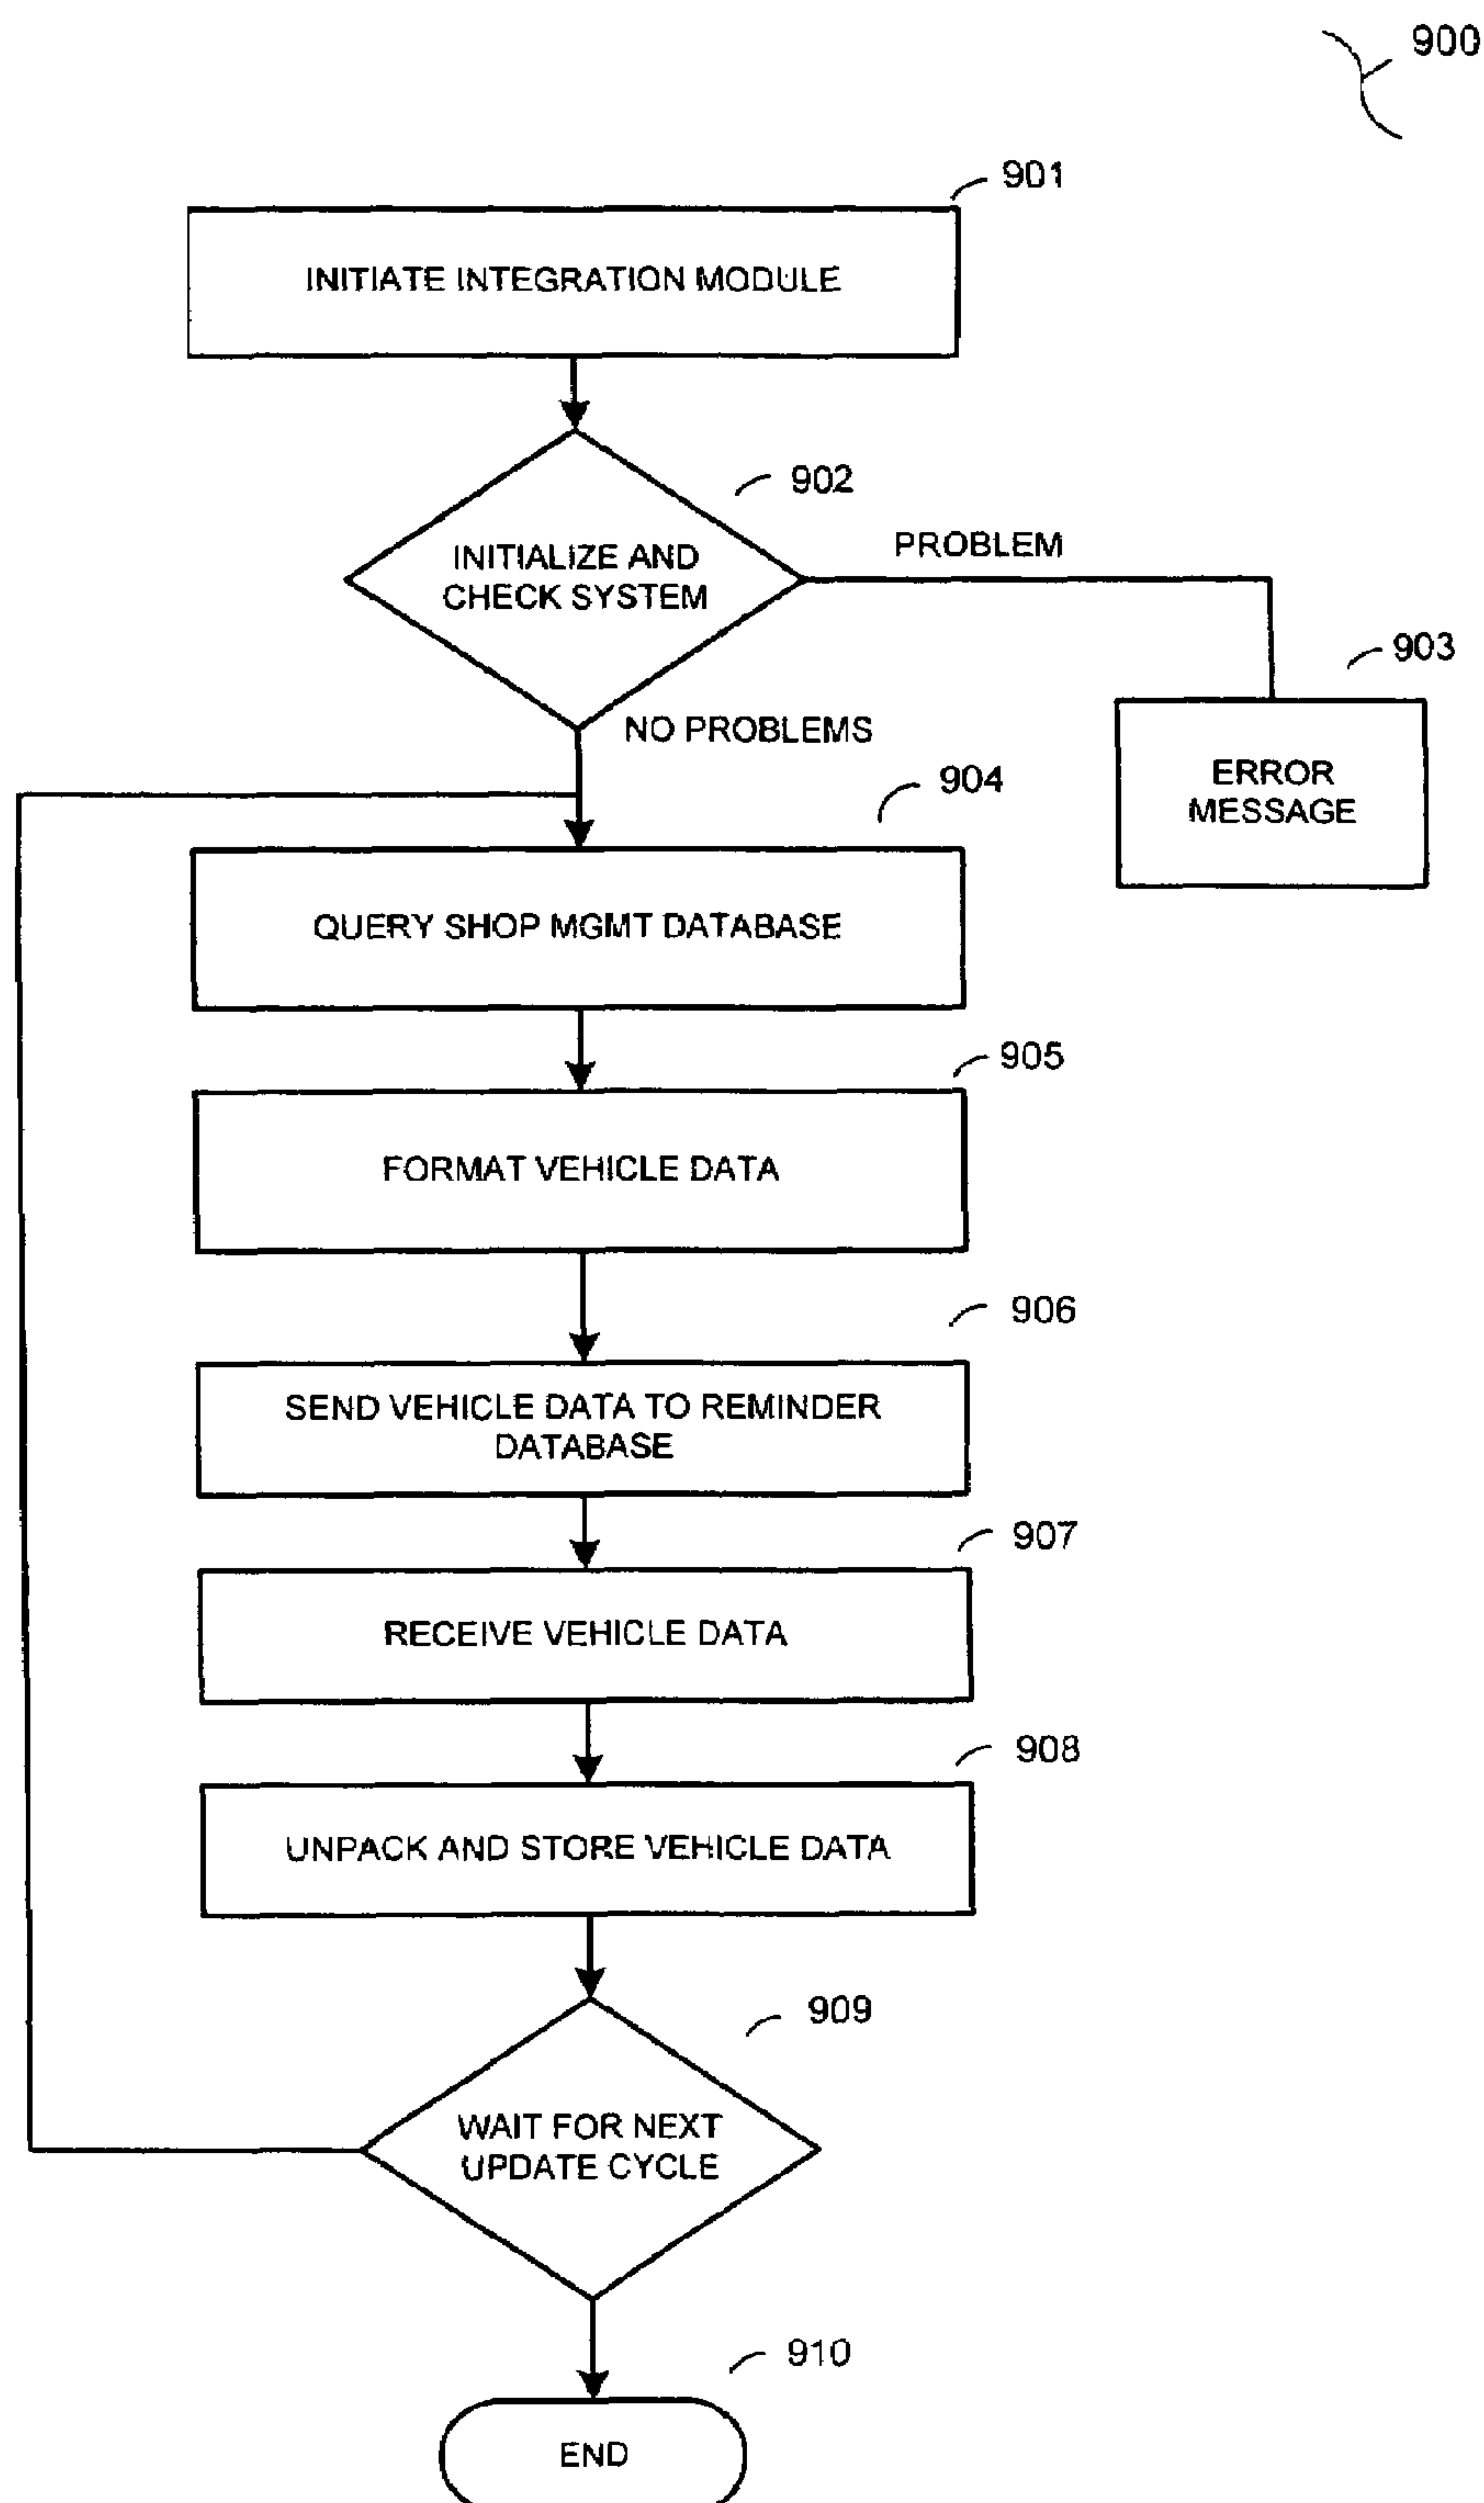 900
901
INITIATE INTEGRATION MODULE
902
INITIALIZE AND
CHECK SYSTEM
PROBLEM
903
ERROR
MESSAGE
NO PROBLEMS
904
QUERY SHOP MGMT DATABASE
905
FORMAT VEHICLE DATA
906
SEND VEHICLE DATA TO REMINDER
DATABASE
907
RECEIVE VEHICLE DATA
908
UNPACK AND STORE VEHICLE DATA
909
WAIT FOR NEXT
UPDATE CYCLE
910
END